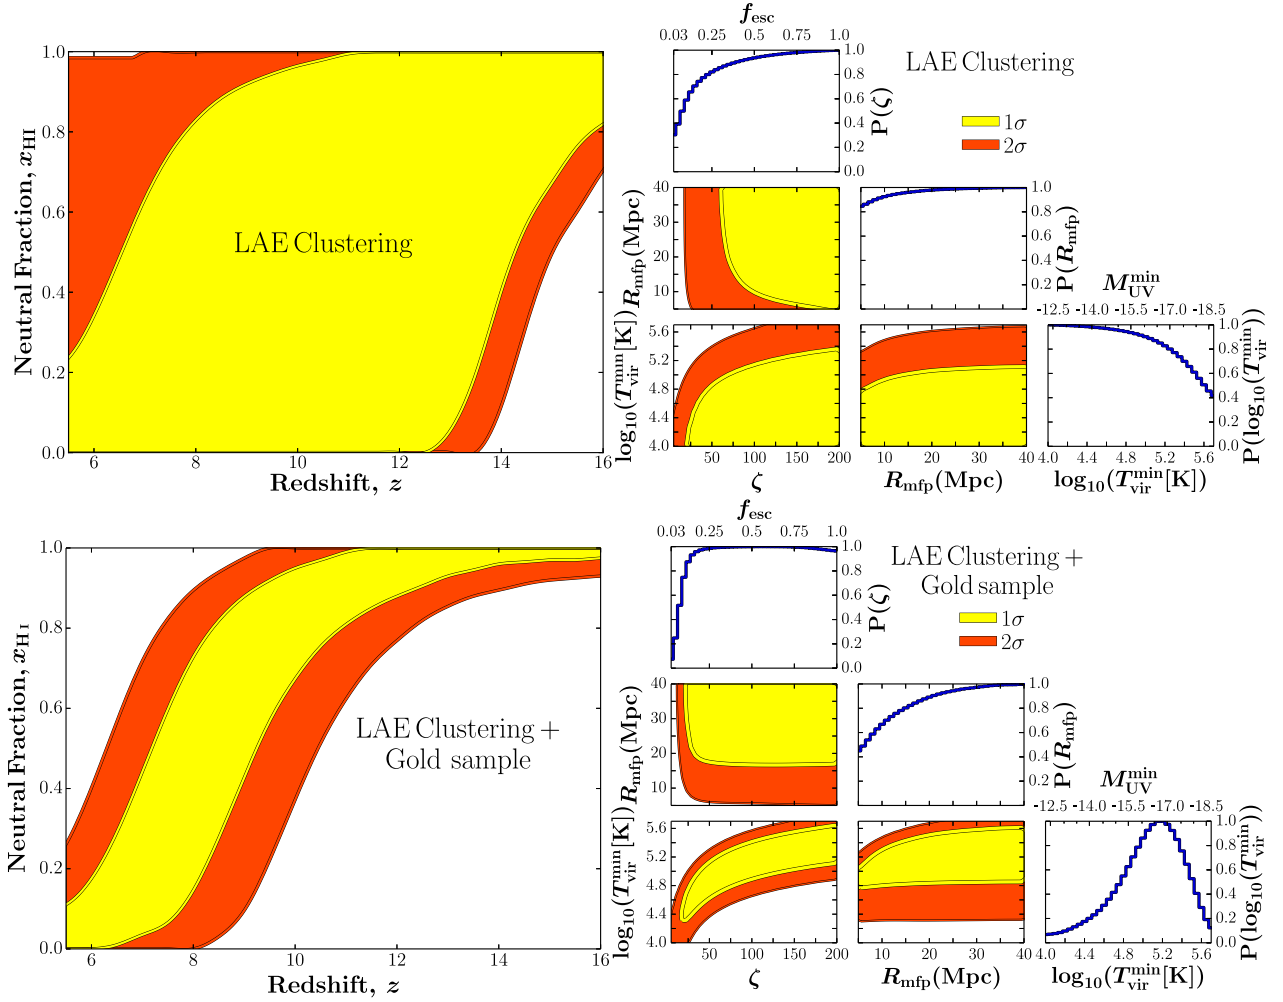 Neutral Fraction, x_HI
1.0
0.8
0.6
0.4
0.2
0.0
LAE Clustering
6 8 10 12 14 16
Redshift, z
f_esc
0.03 0.25 0.5 0.75 1.0
1.0
0.8
0.6
0.4
0.2
0.0
P(ζ)
LAE Clustering
1σ
2σ
R_mfp(Mpc)
40
30
20
10
1.0
0.8
0.6
0.4
0.2
P(R_mfp)
M_UV^min
-12.5 -14.0 -15.5 -17.0 -18.5
log₁₀(T_vir^min[K])
5.6
5.2
4.8
4.4
4.0
50 100 150 200
ζ
10 20 30 40
R_mfp(Mpc)
1.0
0.8
0.6
0.4
0.2
0.0
P(log₁₀(T_vir^min))
4.0 4.4 4.8 5.2 5.6
log₁₀(T_vir^min[K])
Neutral Fraction, x_HI
1.0
0.8
0.6
0.4
0.2
0.0
LAE Clustering +
Gold sample
6 8 10 12 14 16
Redshift, z
f_esc
0.03 0.25 0.5 0.75 1.0
1.0
0.8
0.6
0.4
0.2
0.0
P(ζ)
LAE Clustering +
Gold sample
1σ
2σ
R_mfp(Mpc)
40
30
20
10
1.0
0.8
0.6
0.4
0.2
P(R_mfp)
M_UV^min
-12.5 -14.0 -15.5 -17.0 -18.5
log₁₀(T_vir^min[K])
5.6
5.2
4.8
4.4
4.0
50 100 150 200
ζ
10 20 30 40
R_mfp(Mpc)
1.0
0.8
0.6
0.4
0.2
0.0
P(log₁₀(T_vir^min))
4.0 4.4 4.8 5.2 5.6
log₁₀(T_vir^min[K])